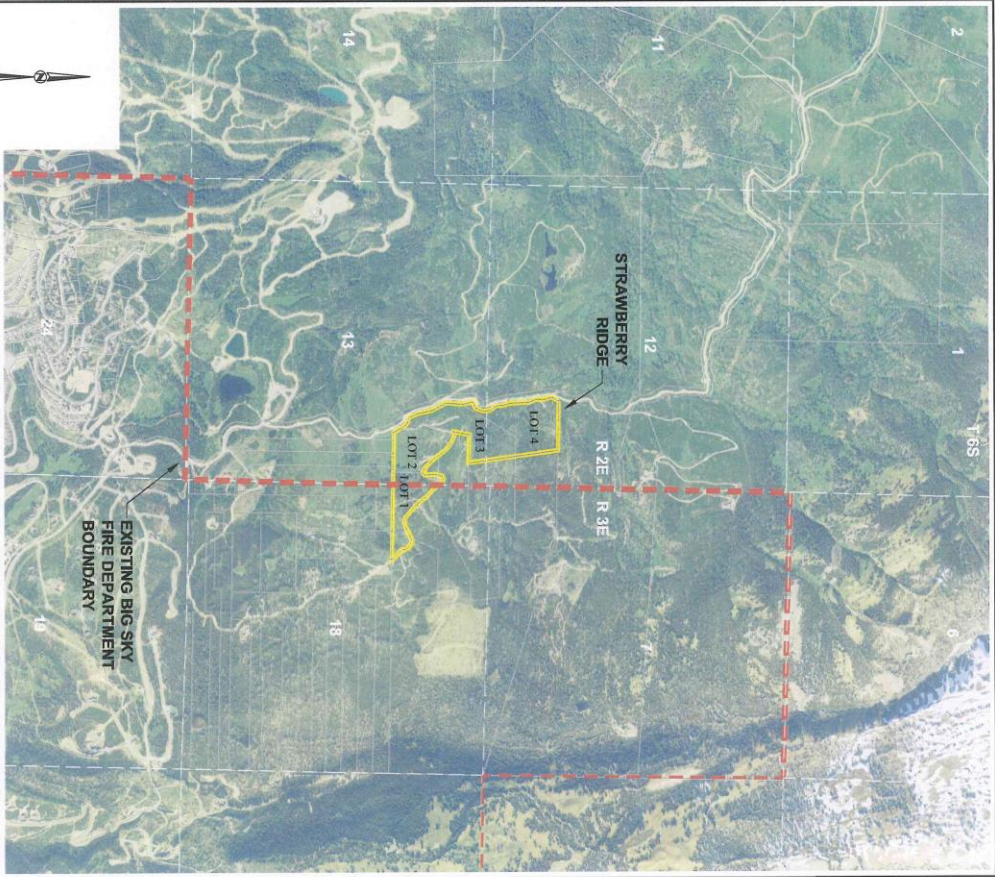 T 6S
2
1
6
11
12
7
STRAWBERRY
RIDGE
R 2E
R 3E
LOT 4
LOT 3
LOT 2
LOT 1
14
13
18
EXISTING BIG SKY
FIRE DEPARTMENT
BOUNDARY
24
19
N